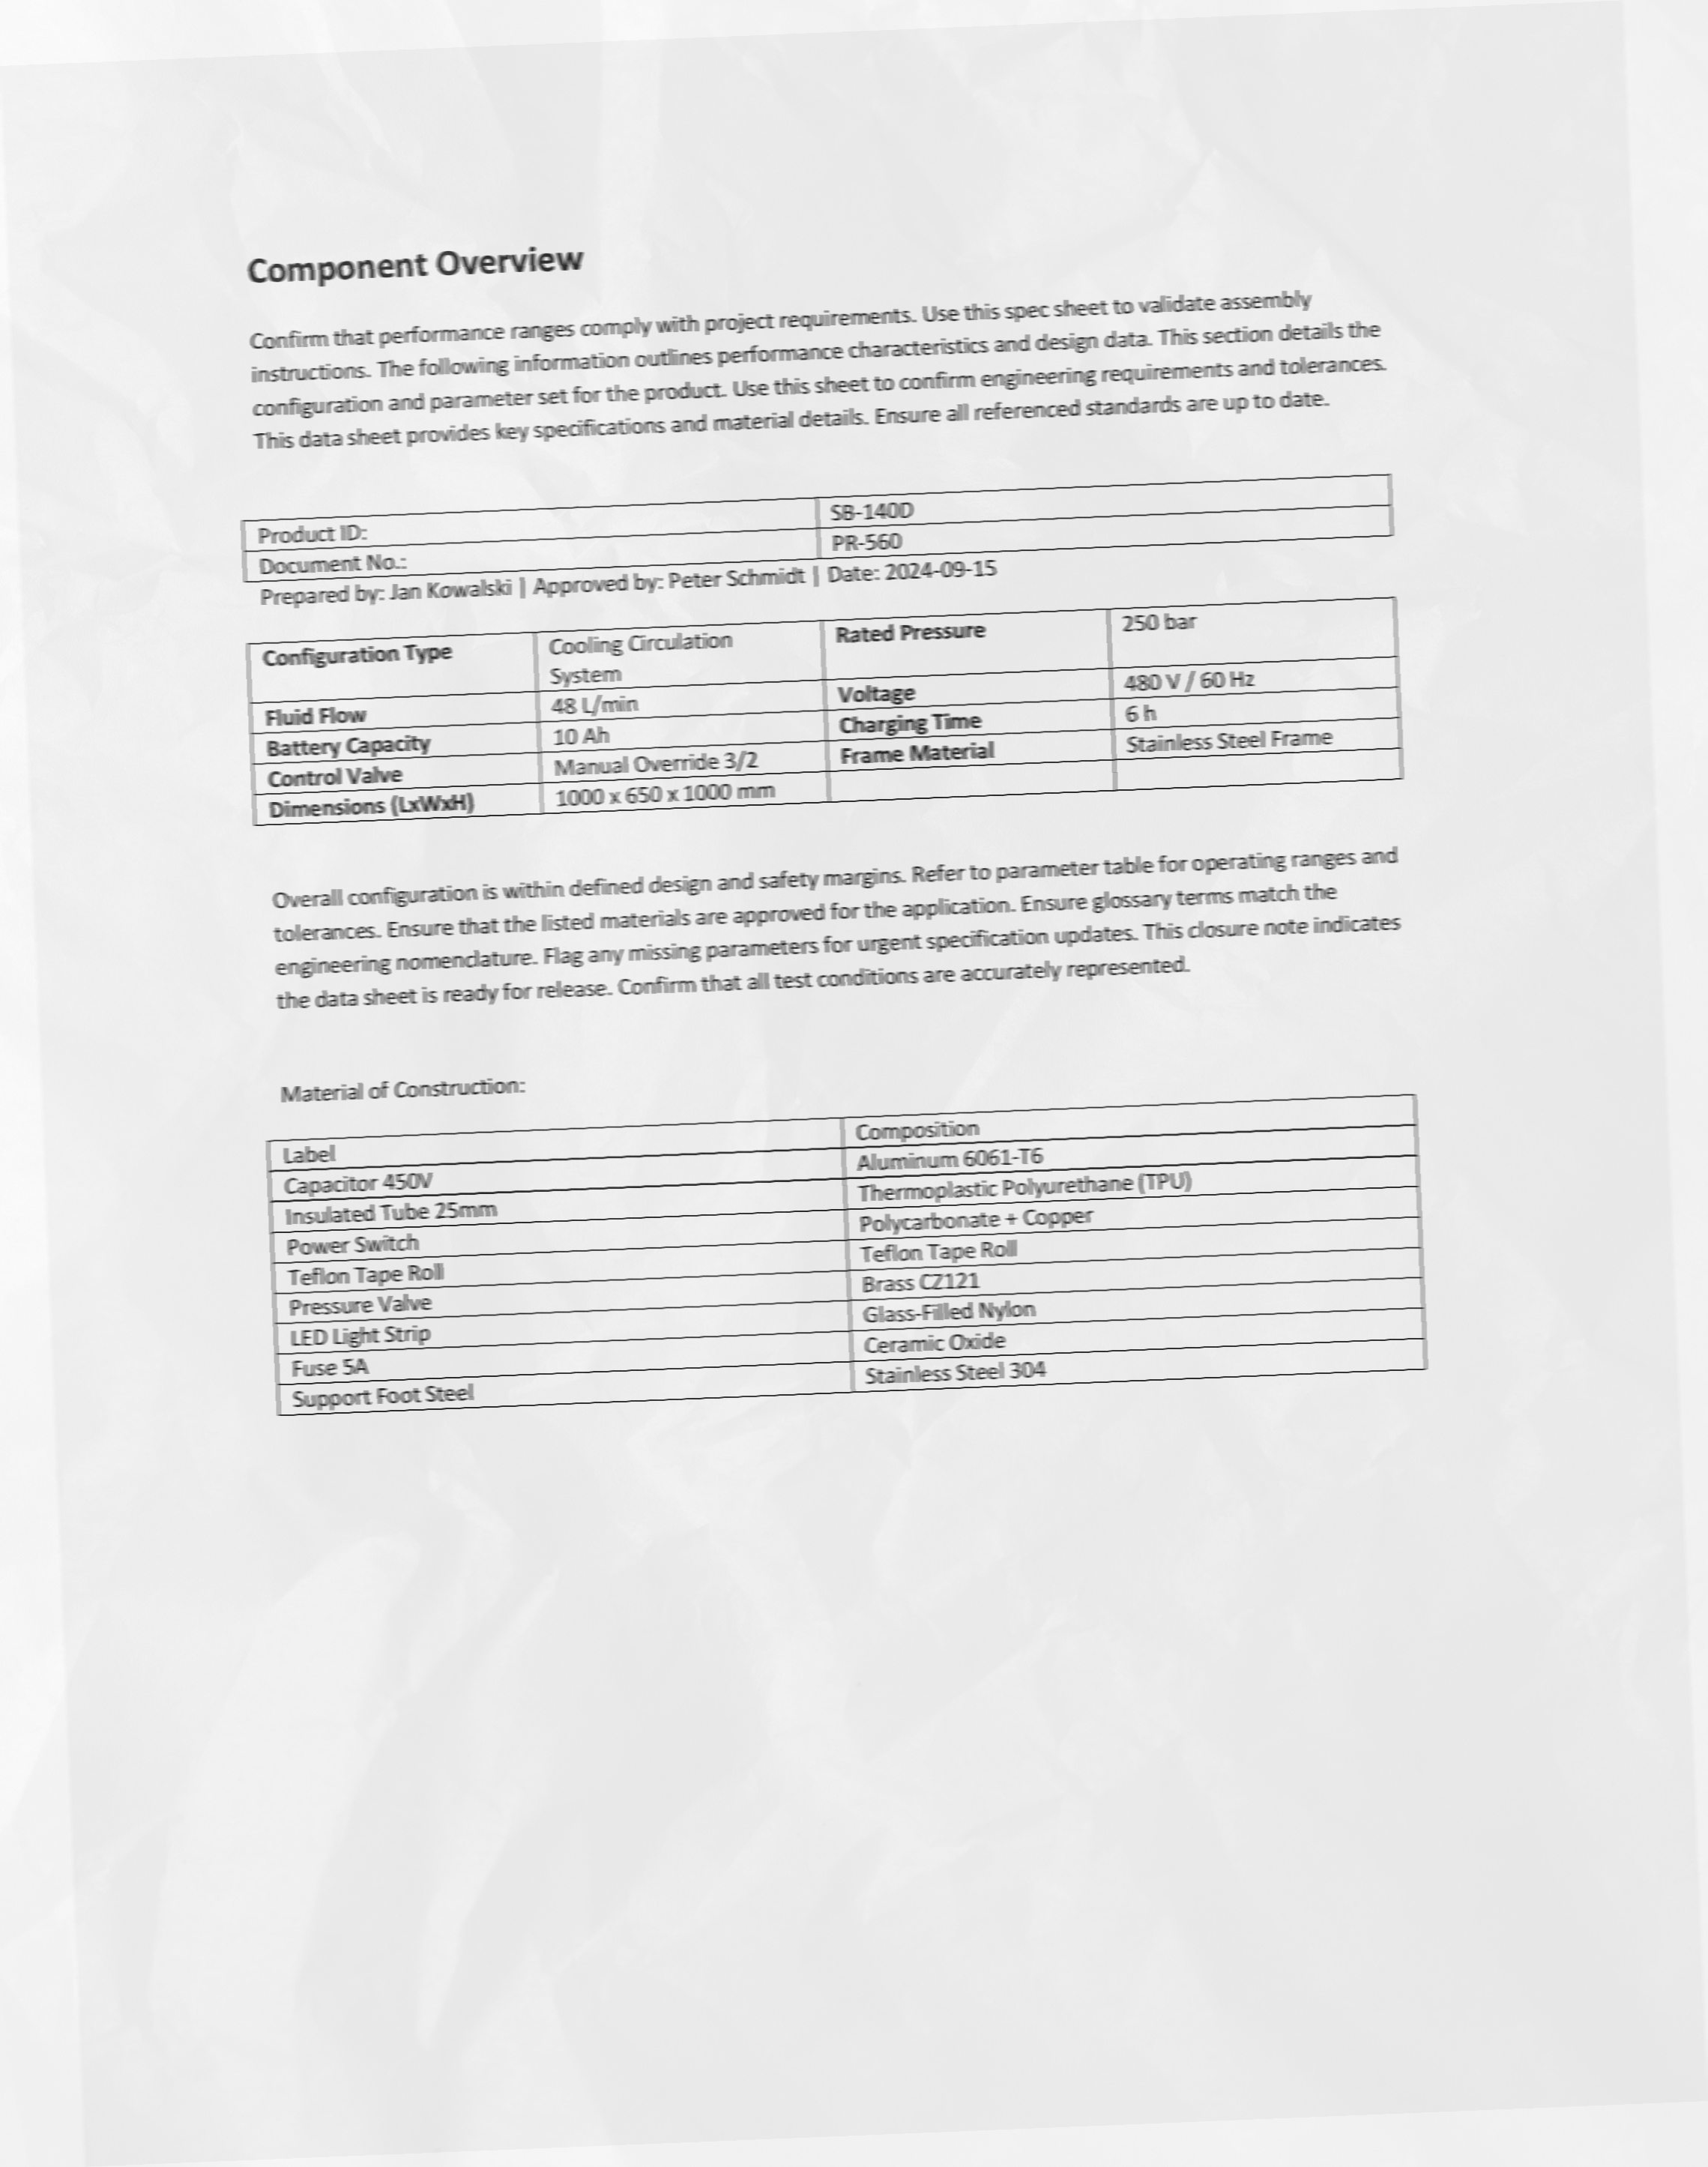 Component Overview
Confirm that performance ranges comply with project requirements. Use this spec sheet to validate assembly
instructions. The following information outlines performance characteristics and design data. This section details the
configuration and parameter set for the product. Use this sheet to confirm engineering requirements and tolerances.
This data sheet provides key specifications and material details. Ensure all referenced standards are up to date.
Product ID: SB-140D
Document No.: PR-560
Prepared by: Jan Kowalski | Approved by: Peter Schmidt | Date: 2024-09-15
Configuration Type Cooling Circulation Rated Pressure 250 bar
System
Fluid Flow 48 L/min Voltage 480 V / 60 Hz
Battery Capacity 10 Ah Charging Time 6 h
Control Valve Manual Override 3/2 Frame Material Stainless Steel Frame
Dimensions (LxWxH) 1000 x 650 x 1000 mm
Overall configuration is within defined design and safety margins. Refer to parameter table for operating ranges and
tolerances. Ensure that the listed materials are approved for the application. Ensure glossary terms match the
engineering nomenclature. Flag any missing parameters for urgent specification updates. This closure note indicates
the data sheet is ready for release. Confirm that all test conditions are accurately represented.
Material of Construction:
Label Composition
Capacitor 450V Aluminum 6061-T6
Insulated Tube 25mm Thermoplastic Polyurethane (TPU)
Power Switch Polycarbonate + Copper
Teflon Tape Roll Teflon Tape Roll
Pressure Valve Brass CZ121
LED Light Strip Glass-Filled Nylon
Fuse 5A Ceramic Oxide
Support Foot Steel Stainless Steel 304